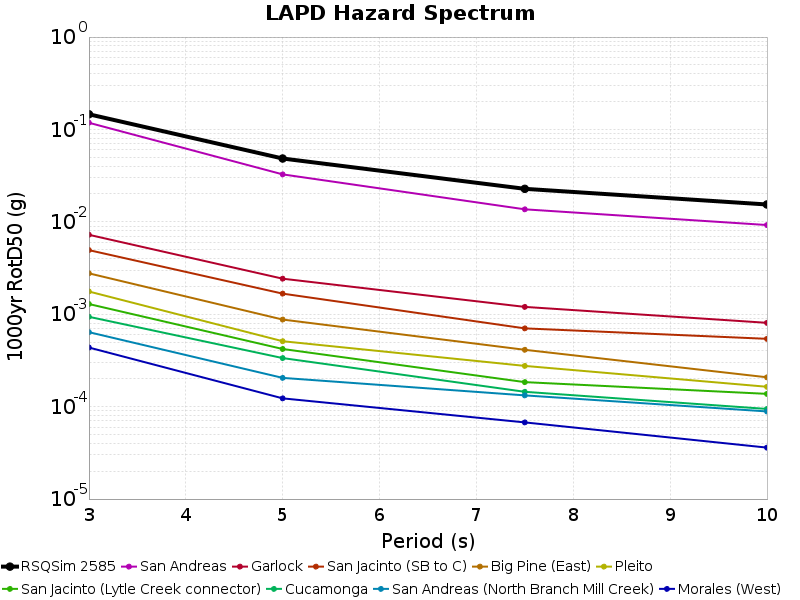 LAPD Hazard Spectrum
10^0
10^-1
10^-2
10^-3
10^-4
10^-5
1000yr RotD50 (g)
3 4 5 6 7 8 9 10
Period (s)
RSQSim 2585 San Andreas Garlock San Jacinto (SB to C) Big Pine (East) Pleito
San Jacinto (Lytle Creek connector) Cucamonga San Andreas (North Branch Mill Creek) Morales (West)